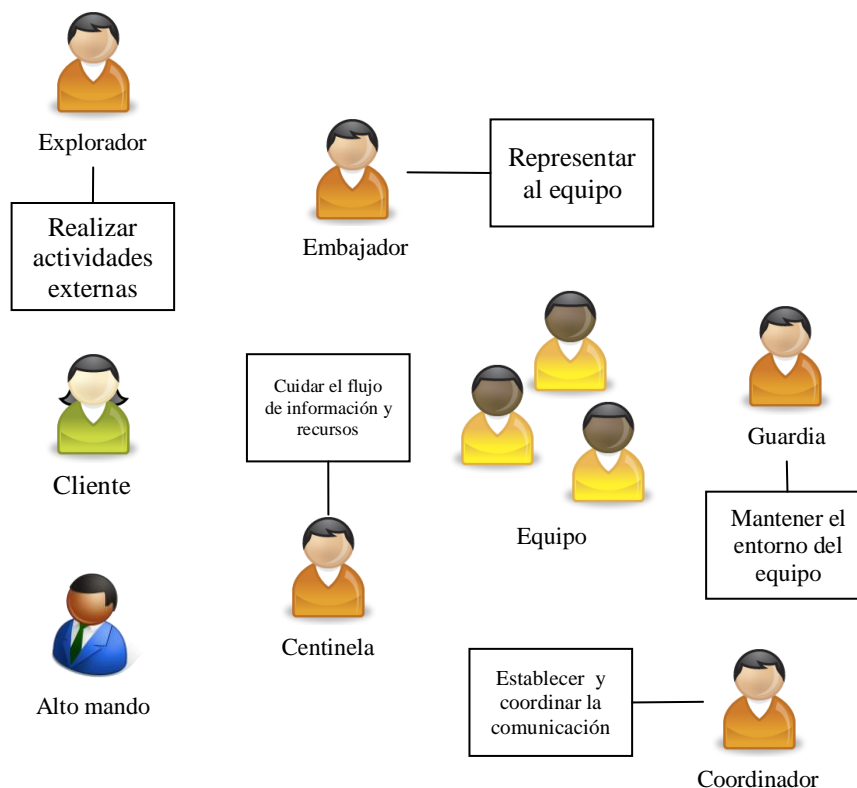 Explorador
Realizar
actividades
externas
Embajador
Representar
al equipo
Cliente
Cuidar el flujo
de información y
recursos
Equipo
Guardia
Mantener el
entorno del
equipo
Alto mando
Centinela
Establecer y
coordinar la
comunicación
Coordinador